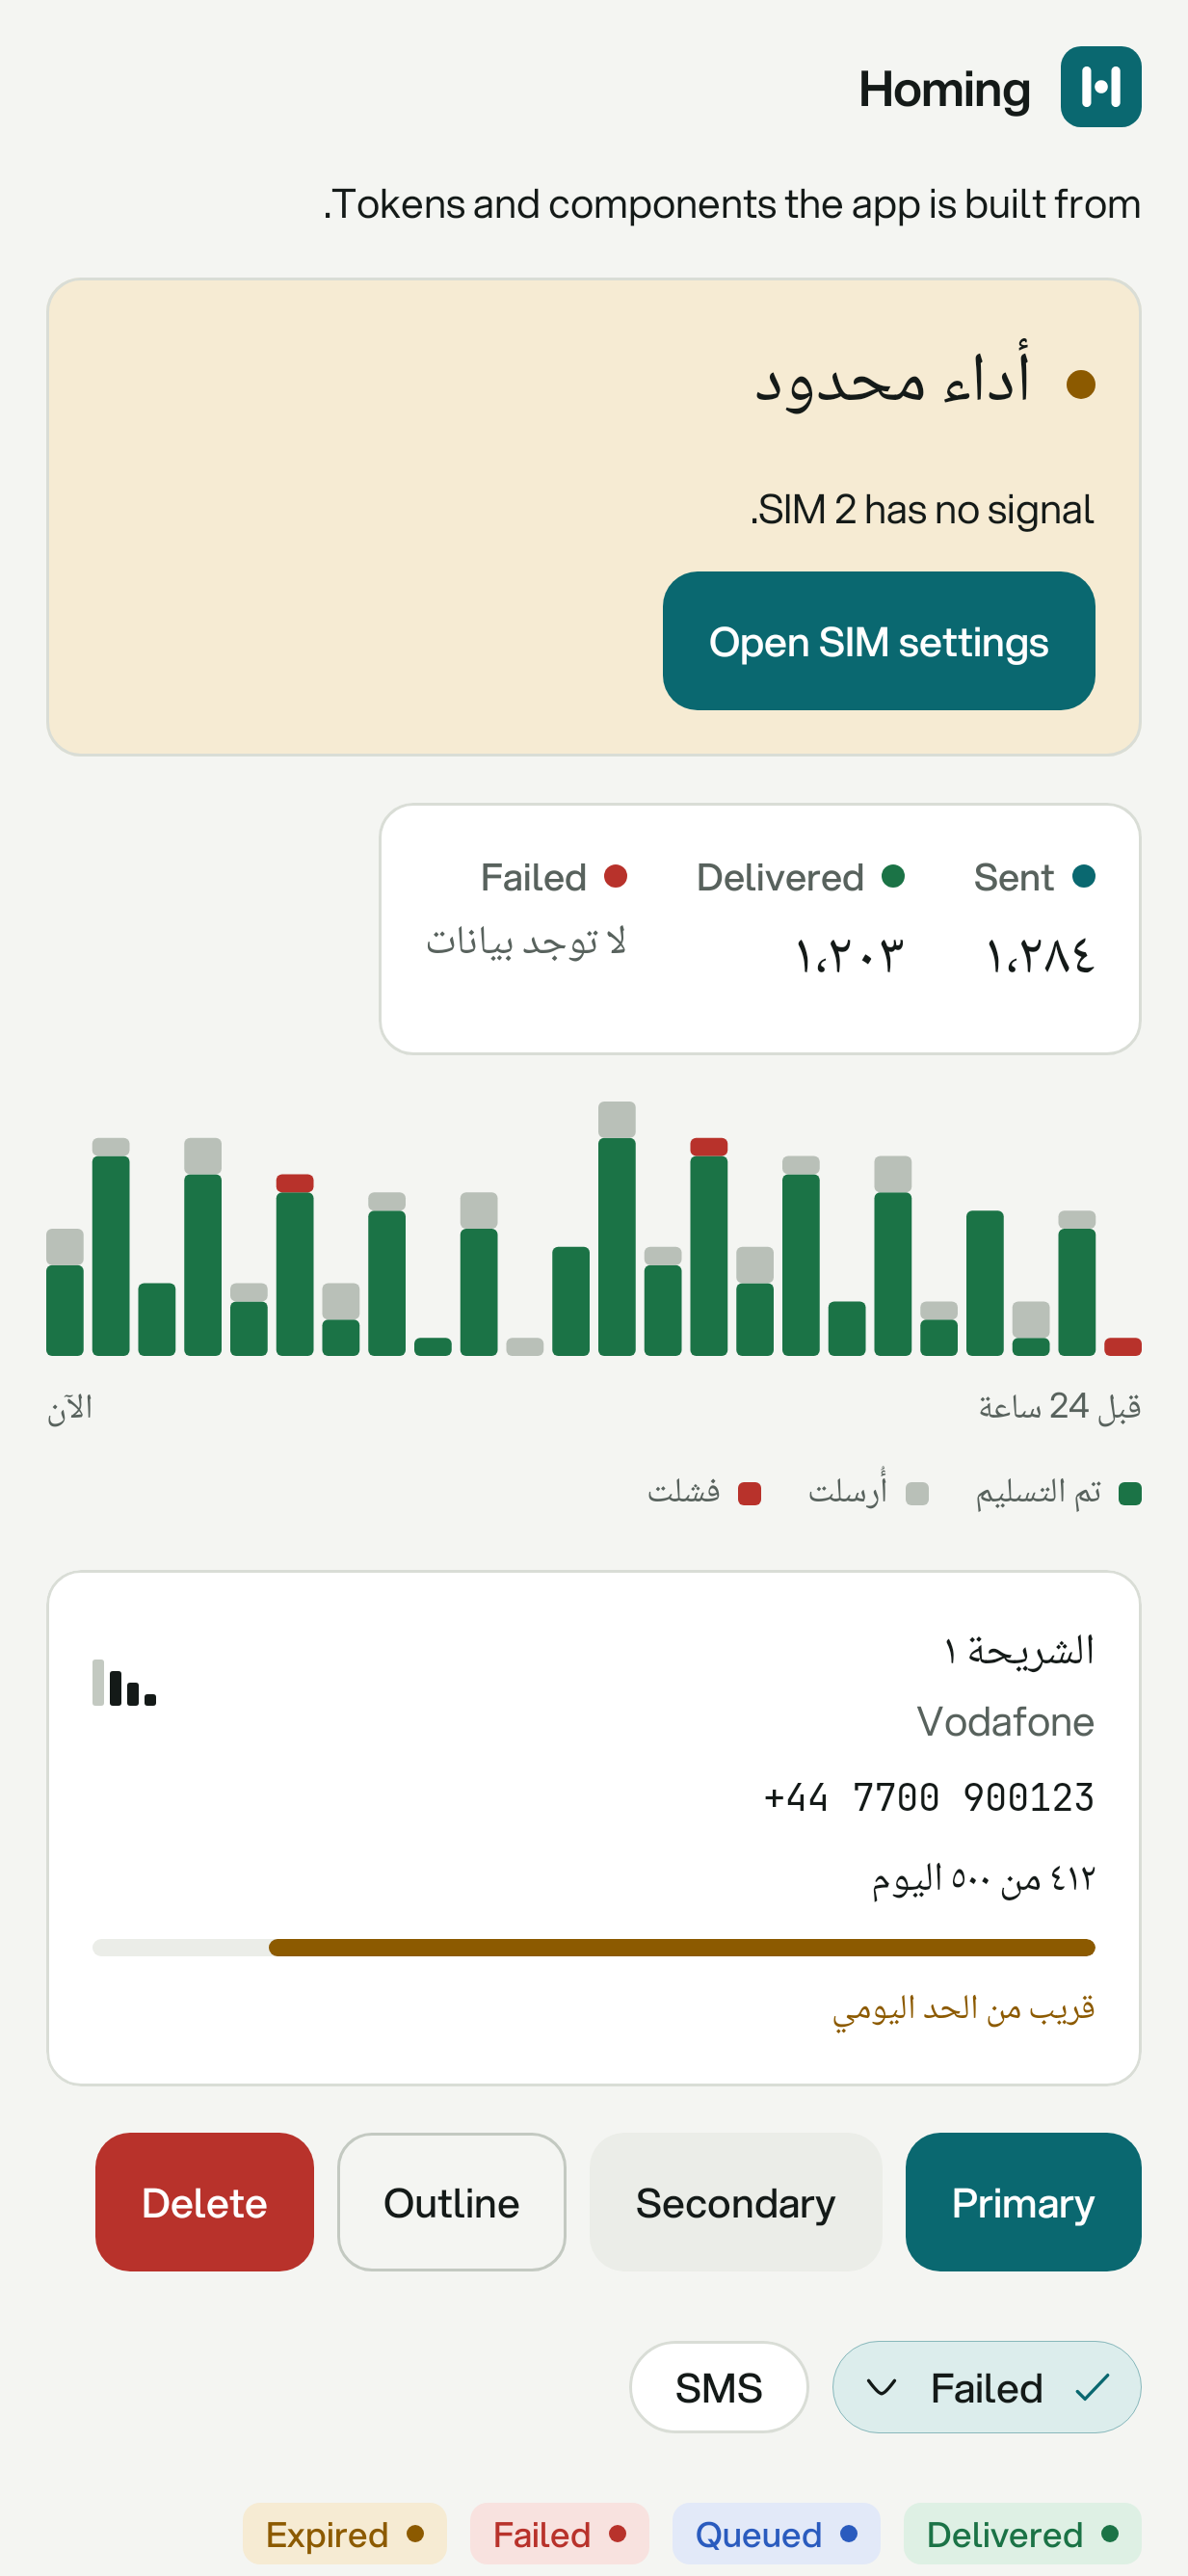 Homing
Tokens and components the app is built from.
أداء محدود
SIM 2 has no signal.
Open SIM settings
Sent Delivered Failed
١،٢٨٤ ١،٢٠٣ لا توجد بيانات
قبل 24 ساعة الآن
تم التسليم أُرسلت فشلت
الشريحة ١
Vodafone
+44 7700 900123
٤١٢ من ٥٠٠ اليوم
قريب من الحد اليومي
Primary Secondary Outline Delete
Failed SMS
Delivered Queued Failed Expired